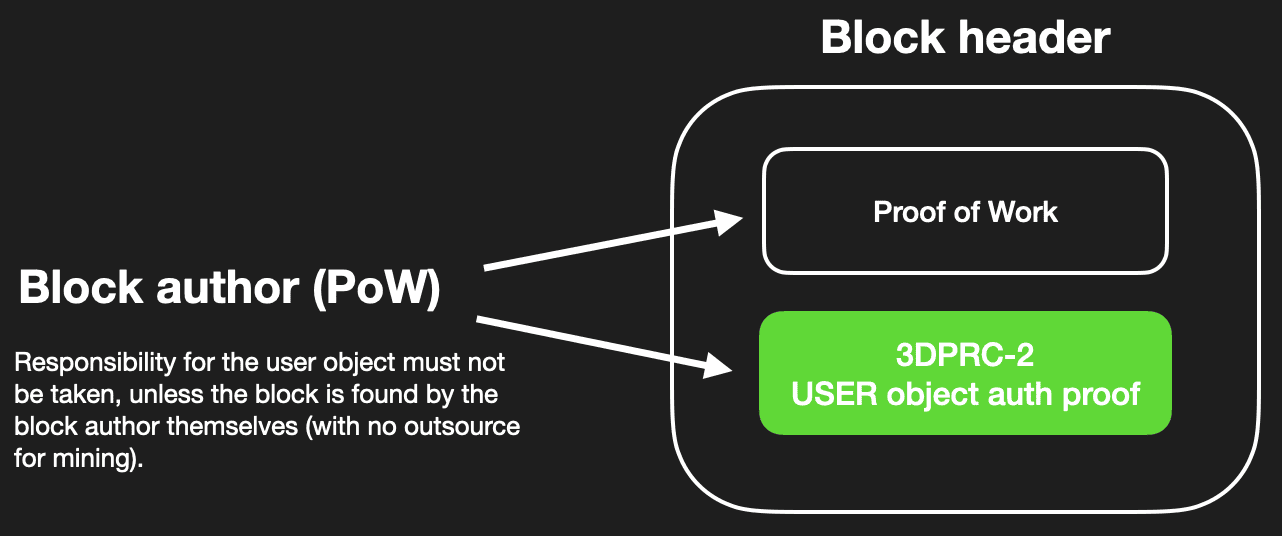 Block header
Proof of Work
Block author (PoW)
3DPRC-2
USER object auth proof
Responsibility for the user object must not
be taken, unless the block is found by the
block author themselves (with no outsource
for mining).